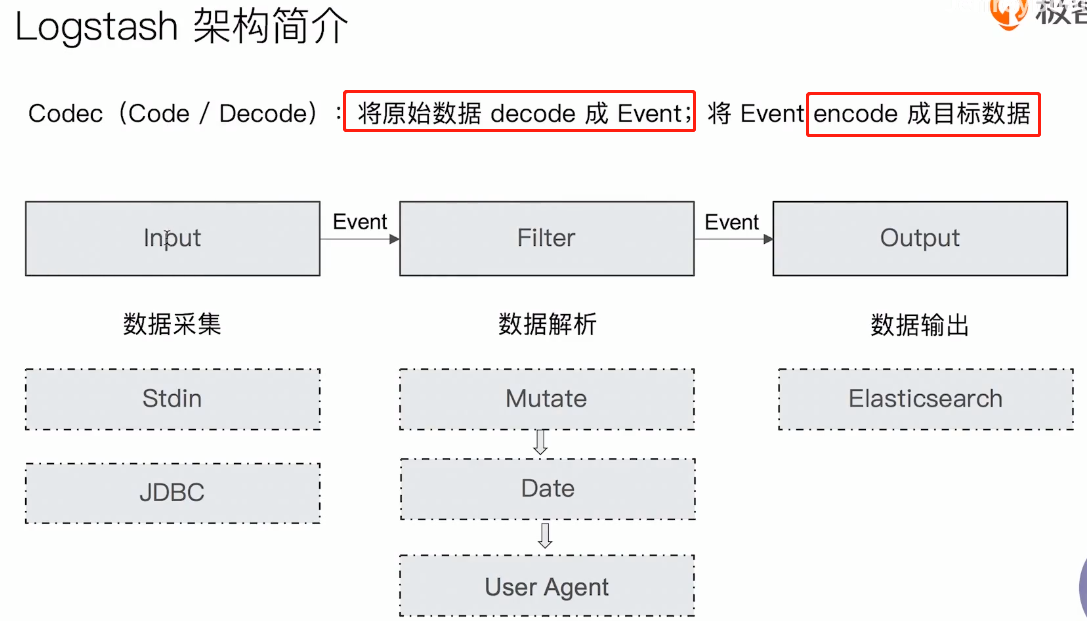 Logstash 架构简介
极客
Codec（Code / Decode）：将原始数据 decode 成 Event；将 Event encode 成目标数据
Input
Event
Filter
Event
Output
数据采集
数据解析
数据输出
Stdin
Mutate
Elasticsearch
JDBC
Date
User Agent